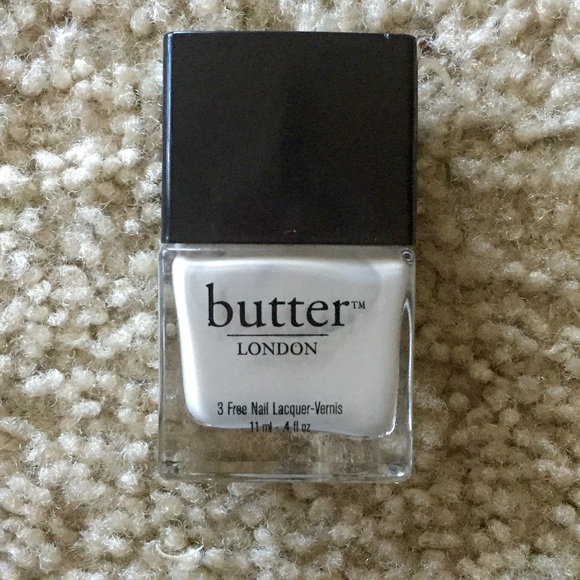 butter™
LONDON
3 Free Nail Lacquer-Vernis
11 ml - .4 fl oz